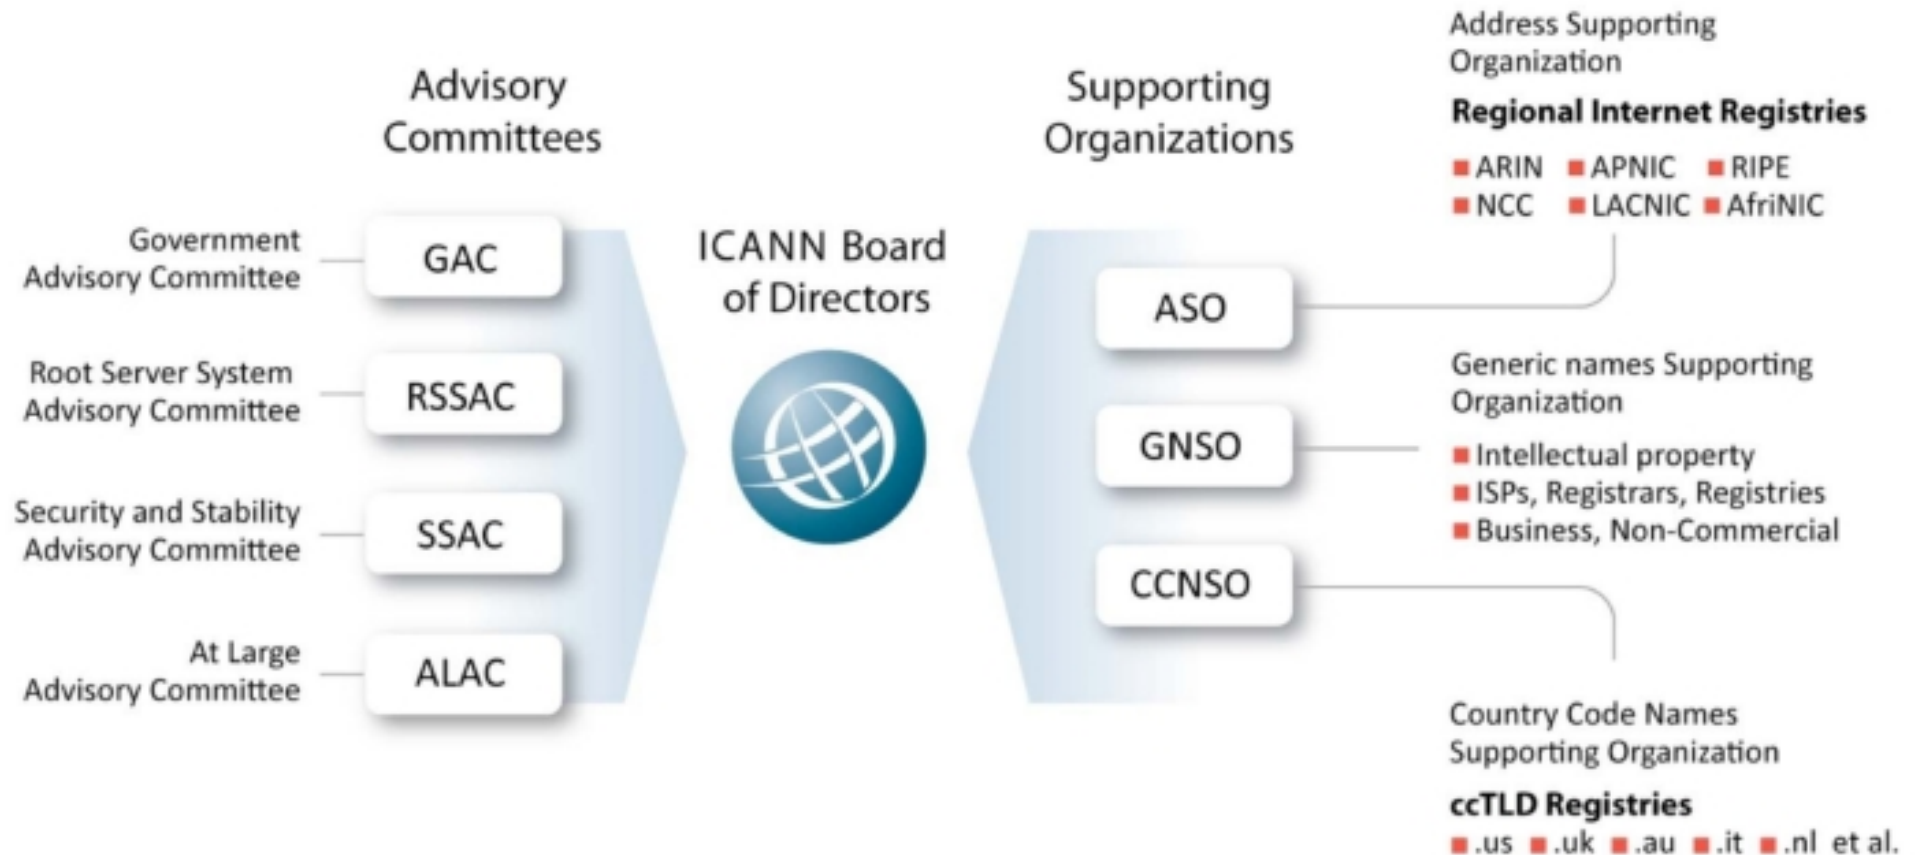 Advisory
Committees
Government
Advisory Committee
GAC
Root Server System
Advisory Committee
RSSAC
Security and Stability
Advisory Committee
SSAC
At Large
Advisory Committee
ALAC
ICANN Board
of Directors
Supporting
Organizations
ASO
GNSO
CCNSO
Address Supporting
Organization
Regional Internet Registries
ARIN APNIC RIPE
NCC LACNIC AfriNIC
Generic names Supporting
Organization
Intellectual property
ISPs, Registrars, Registries
Business, Non-Commercial
Country Code Names
Supporting Organization
ccTLD Registries
.us .uk .au .it .nl et al.